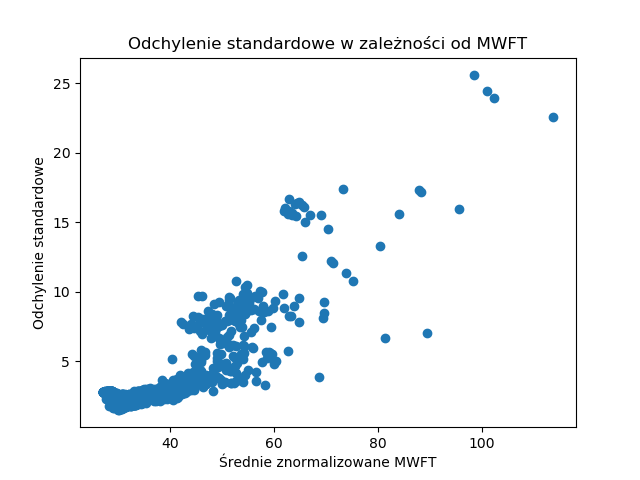 Odchylenie standardowe w zależności od MWFT
25
20
15
10
5
Odchylenie standardowe
40 60 80 100
Średnie znormalizowane MWFT